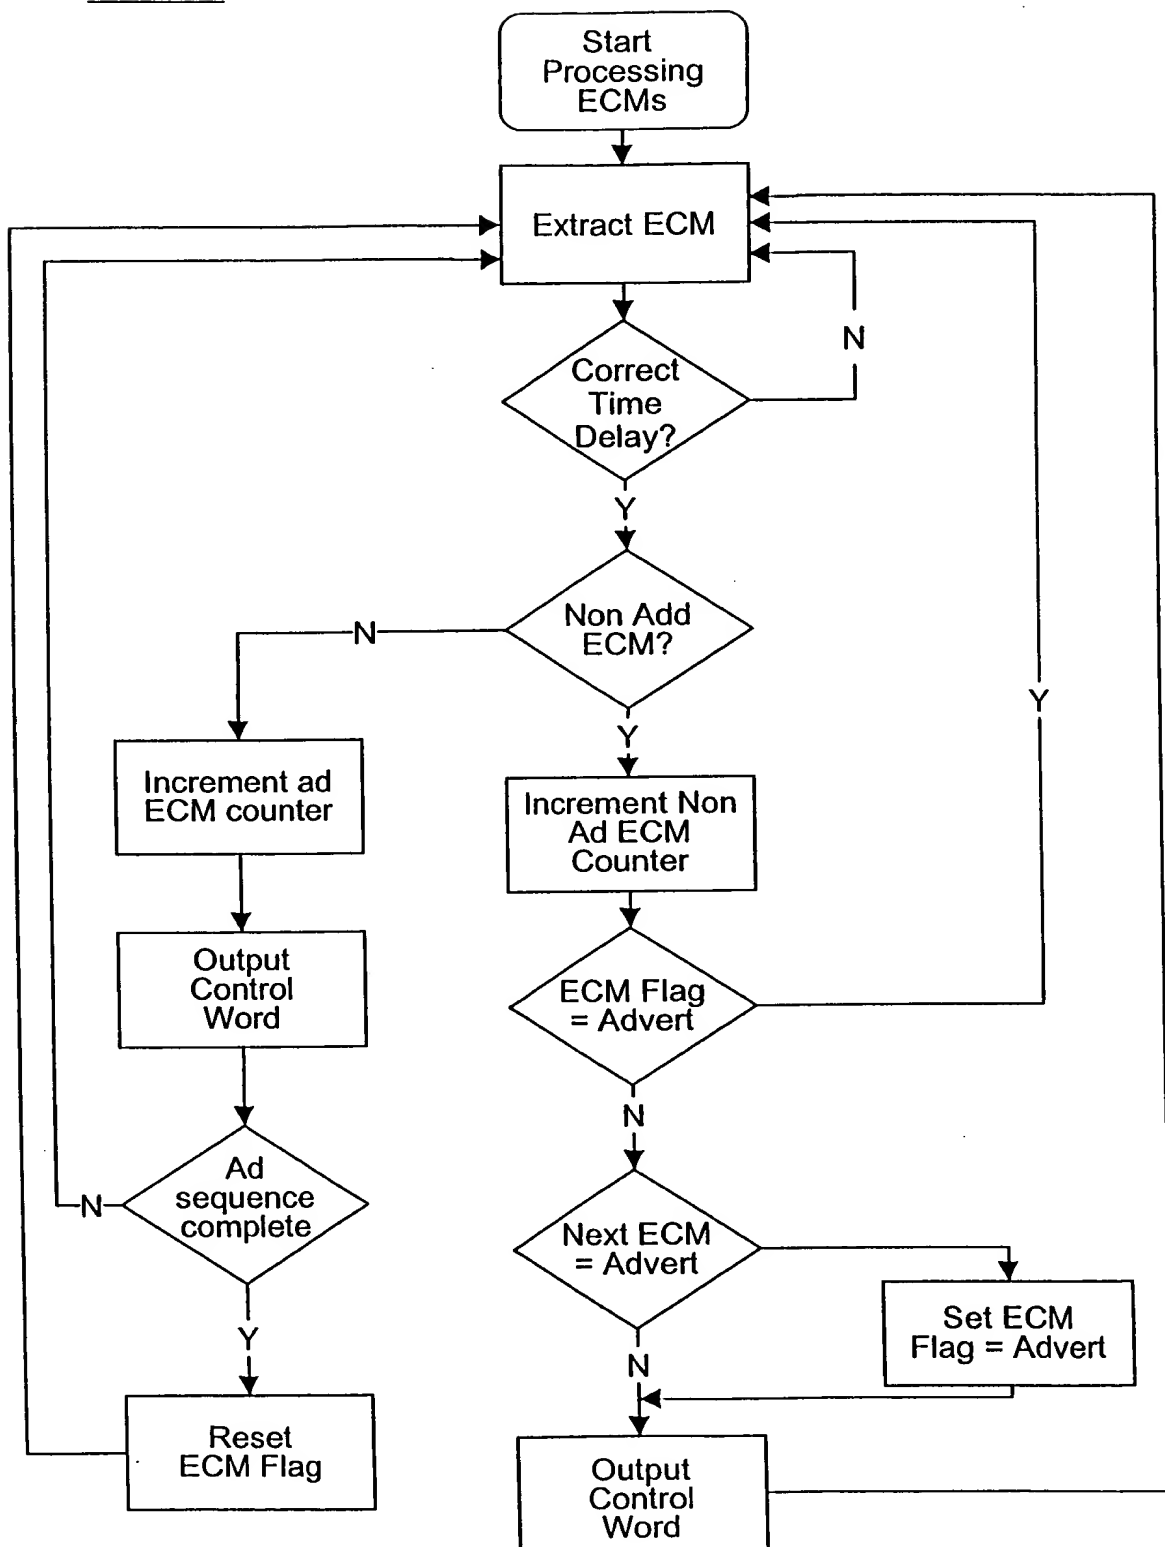 Start
Processing
ECMs
Extract ECM
N
Correct
Time
Delay?
Y
Non Add
ECM?
N
Y
Y
Increment ad
ECM counter
Increment Non
Ad ECM
Counter
Output
Control
Word
ECM Flag
= Advert
N
Ad
sequence
complete
N
Next ECM
= Advert
Set ECM
Flag = Advert
Y
N
Reset
ECM Flag
Output
Control
Word